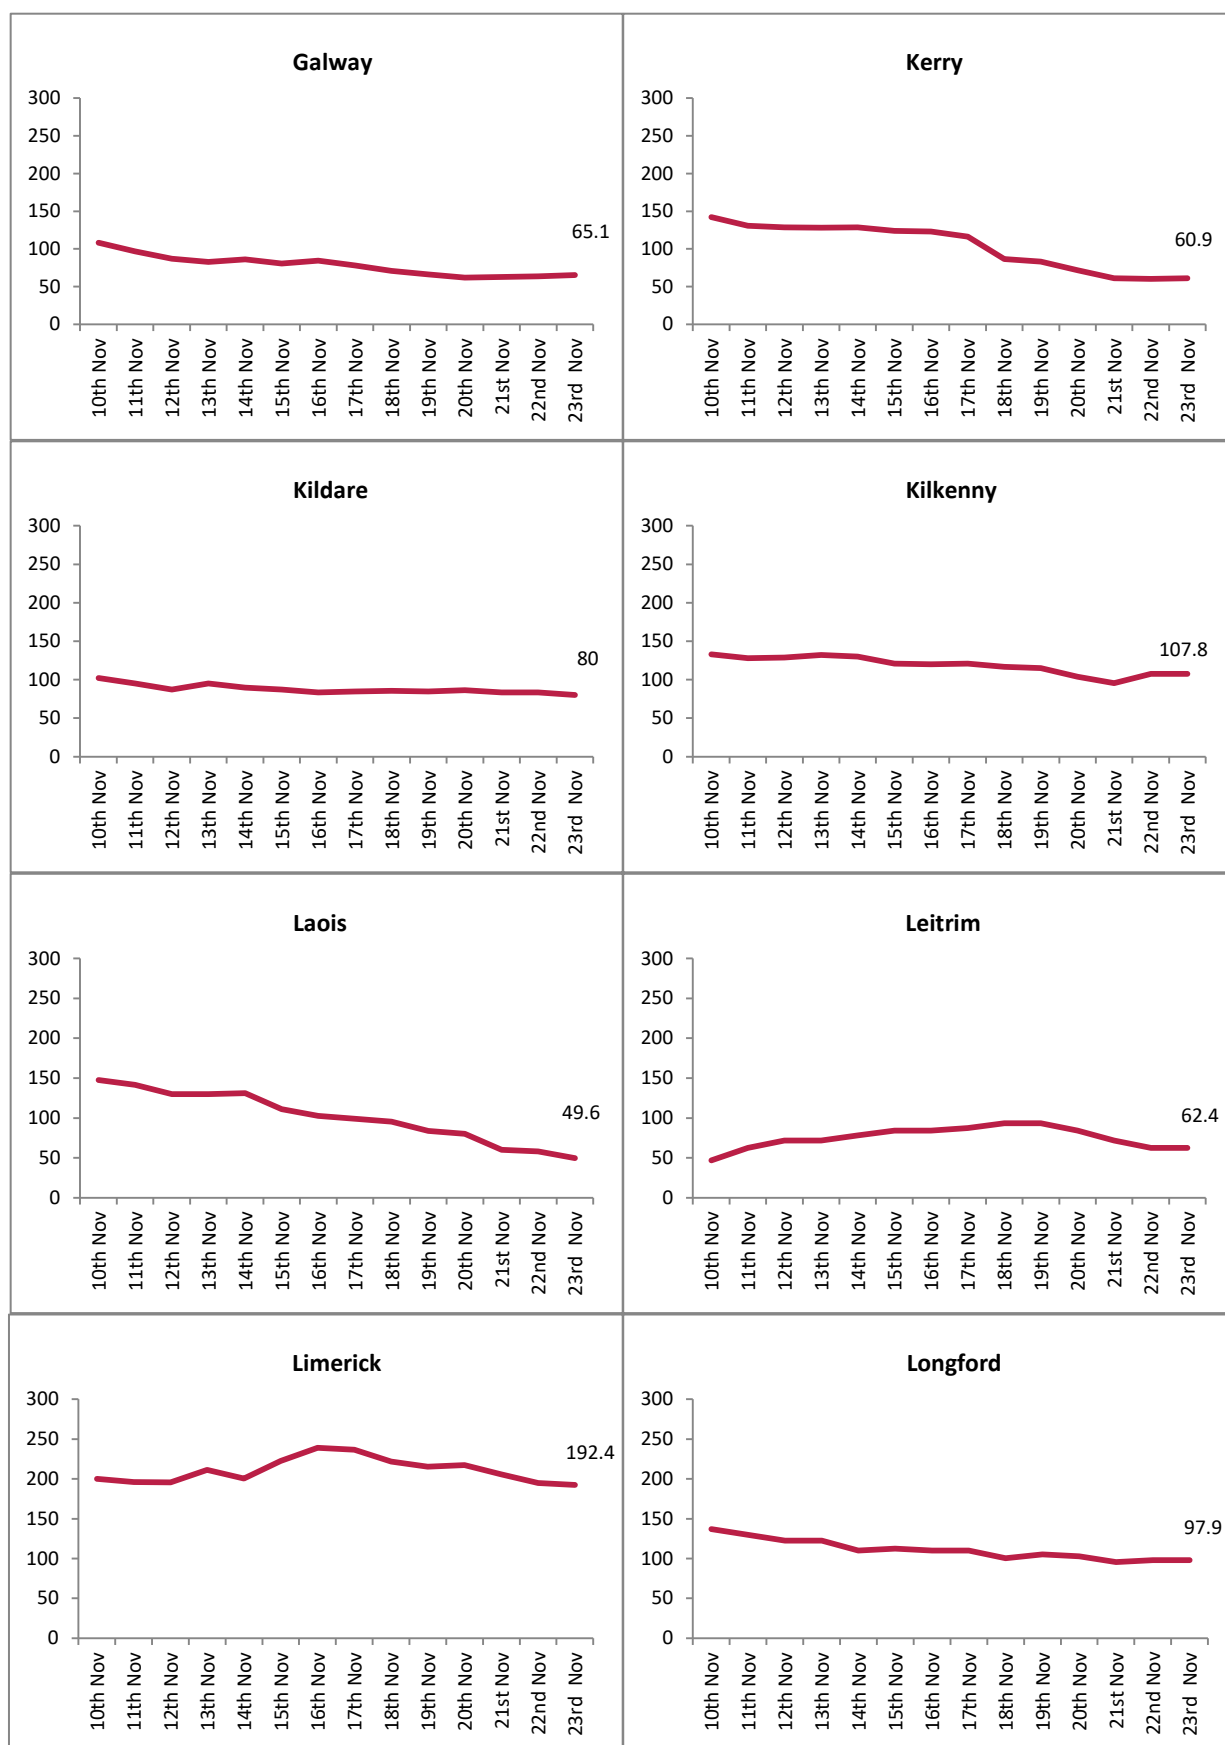 Galway
300
250
200
150
100
50
0
65.1
10th Nov
11th Nov
12th Nov
13th Nov
14th Nov
15th Nov
16th Nov
17th Nov
18th Nov
19th Nov
20th Nov
21st Nov
22nd Nov
23rd Nov
Kerry
300
250
200
150
100
50
0
60.9
10th Nov
11th Nov
12th Nov
13th Nov
14th Nov
15th Nov
16th Nov
17th Nov
18th Nov
19th Nov
20th Nov
21st Nov
22nd Nov
23rd Nov
Kildare
300
250
200
150
100
50
0
80
10th Nov
11th Nov
12th Nov
13th Nov
14th Nov
15th Nov
16th Nov
17th Nov
18th Nov
19th Nov
20th Nov
21st Nov
22nd Nov
23rd Nov
Kilkenny
300
250
200
150
100
50
0
107.8
10th Nov
11th Nov
12th Nov
13th Nov
14th Nov
15th Nov
16th Nov
17th Nov
18th Nov
19th Nov
20th Nov
21st Nov
22nd Nov
23rd Nov
Laois
300
250
200
150
100
50
0
49.6
10th Nov
11th Nov
12th Nov
13th Nov
14th Nov
15th Nov
16th Nov
17th Nov
18th Nov
19th Nov
20th Nov
21st Nov
22nd Nov
23rd Nov
Leitrim
300
250
200
150
100
50
0
62.4
10th Nov
11th Nov
12th Nov
13th Nov
14th Nov
15th Nov
16th Nov
17th Nov
18th Nov
19th Nov
20th Nov
21st Nov
22nd Nov
23rd Nov
Limerick
300
250
200
150
100
50
0
192.4
10th Nov
11th Nov
12th Nov
13th Nov
14th Nov
15th Nov
16th Nov
17th Nov
18th Nov
19th Nov
20th Nov
21st Nov
22nd Nov
23rd Nov
Longford
300
250
200
150
100
50
0
97.9
10th Nov
11th Nov
12th Nov
13th Nov
14th Nov
15th Nov
16th Nov
17th Nov
18th Nov
19th Nov
20th Nov
21st Nov
22nd Nov
23rd Nov